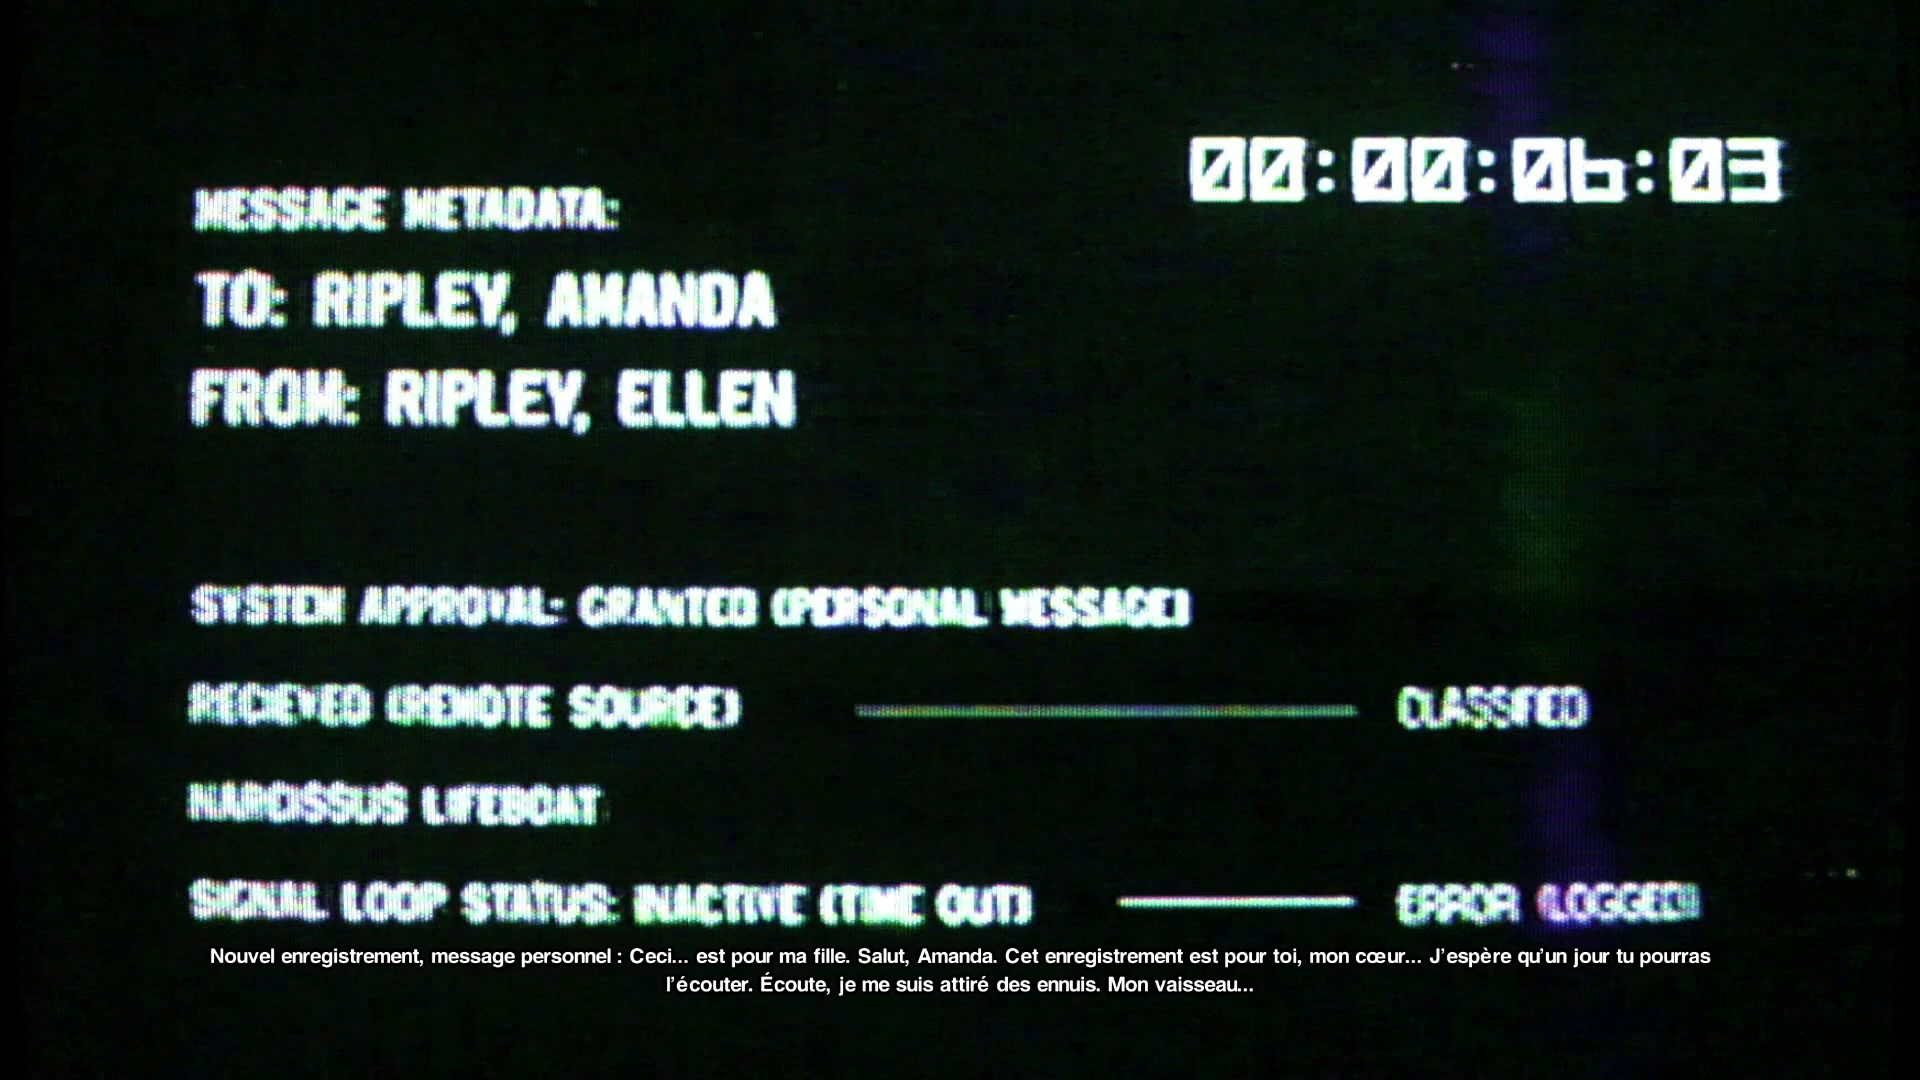 00:00:06:03
MESSAGE METADATA:
TO: RIPLEY, AMANDA
FROM: RIPLEY, ELLEN
SYSTEM APPROVAL: GRANTED (PERSONAL MESSAGE)
RECIEVED (REMOTE SOURCE) CLASSIFIED
NARCISSUS LIFEBOAT
SIGNAL LOOP STATUS: INACTIVE (TIME OUT) ERROR (LOGGED)
Nouvel enregistrement, message personnel : Ceci... est pour ma fille. Salut, Amanda. Cet enregistrement est pour toi, mon cœur... J’espère qu’un jour tu pourras
l’écouter. Écoute, je me suis attiré des ennuis. Mon vaisseau...